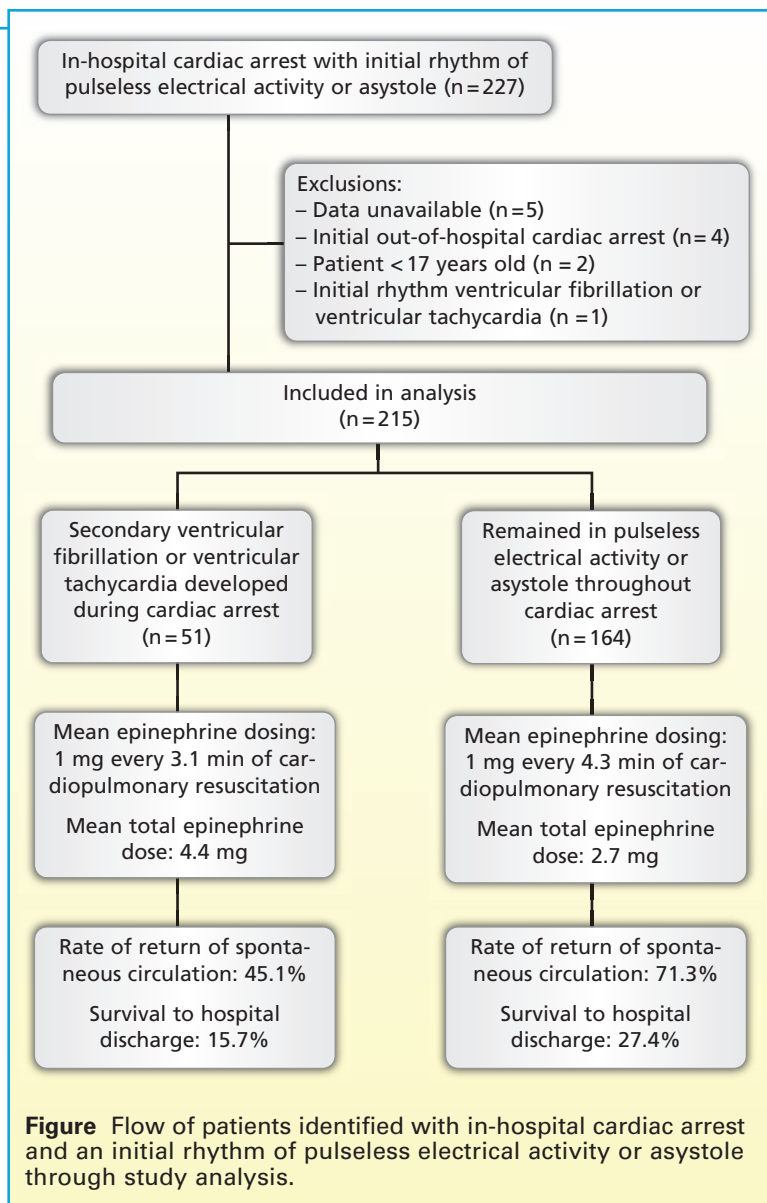 In-hospital cardiac arrest with initial rhythm of
pulseless electrical activity or asystole (n=227)
Exclusions:
– Data unavailable (n=5)
– Initial out-of-hospital cardiac arrest (n=4)
– Patient <17 years old (n = 2)
– Initial rhythm ventricular fibrillation or
ventricular tachycardia (n =1)
Included in analysis
(n=215)
Secondary ventricular
fibrillation or ventricular
tachycardia developed
during cardiac arrest
(n=51)
Mean epinephrine dosing:
1 mg every 3.1 min of car-
diopulmonary resuscitation
Mean total epinephrine
dose: 4.4 mg
Rate of return of sponta-
neous circulation: 45.1%
Survival to hospital
discharge: 15.7%
Remained in pulseless
electrical activity or
asystole throughout
cardiac arrest
(n=164)
Mean epinephrine dosing:
1 mg every 4.3 min of car-
diopulmonary resuscitation
Mean total epinephrine
dose: 2.7 mg
Rate of return of sponta-
neous circulation: 71.3%
Survival to hospital
discharge: 27.4%
Figure Flow of patients identified with in-hospital cardiac arrest
and an initial rhythm of pulseless electrical activity or asystole
through study analysis.